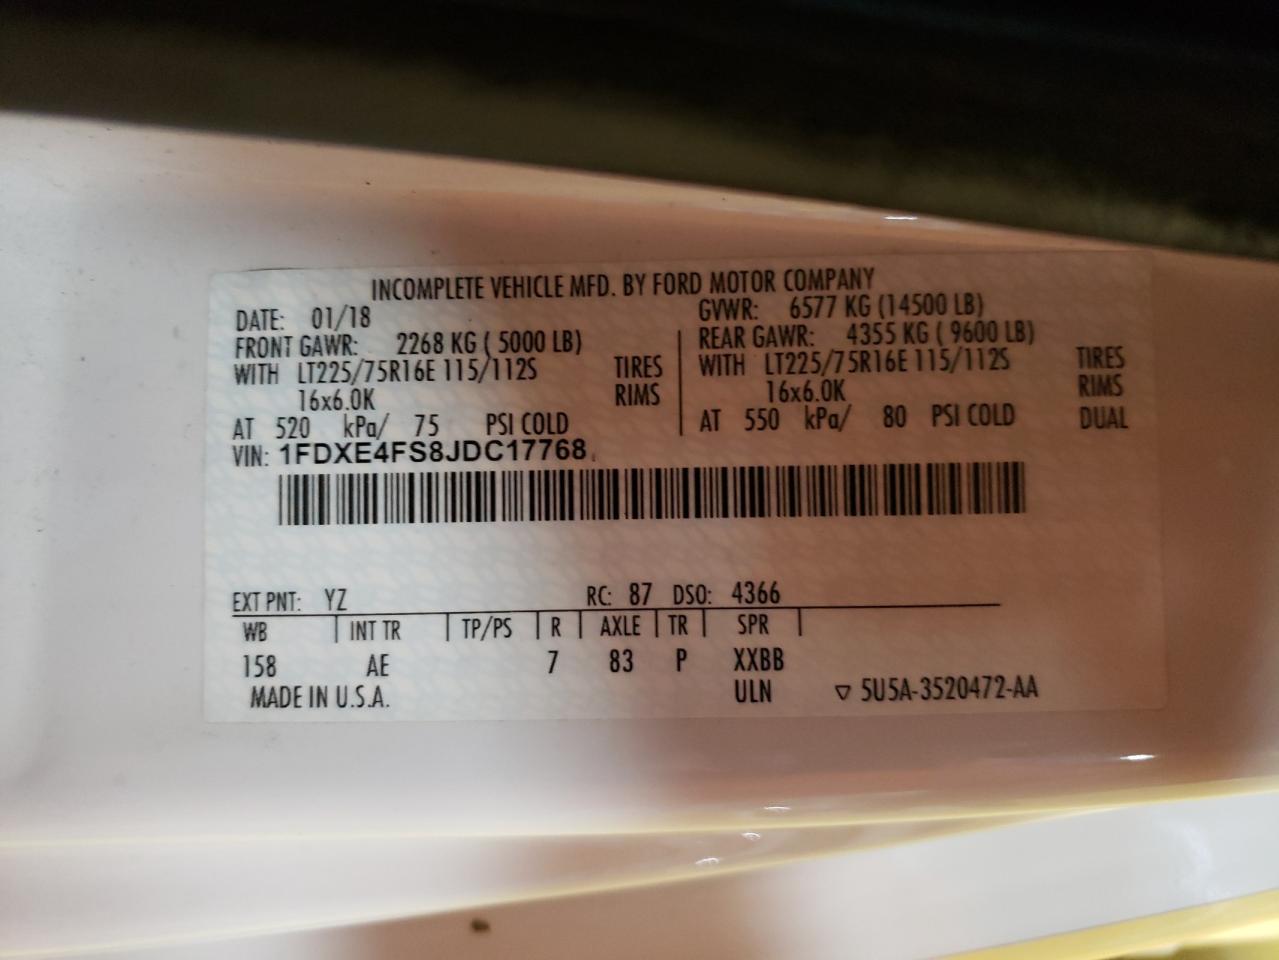 INCOMPLETE VEHICLE MFD. BY FORD MOTOR COMPANY
DATE: 01/18 GVWR: 6577 KG (14500 LB)
FRONT GAWR: 2268 KG ( 5000 LB) REAR GAWR: 4355 KG ( 9600 LB)
WITH LT225/75R16E 115/112S TIRES WITH LT225/75R16E 115/112S TIRES
16x6.0K RIMS 16x6.0K RIMS
AT 520 kPa/ 75 PSI COLD AT 550 kPa/ 80 PSI COLD DUAL
VIN: 1FDXE4FS8JDC17768
EXT PNT: YZ RC: 87 DSO: 4366
WB INT TR TP/PS R AXLE TR SPR
158 AE 7 83 P XXBB
MADE IN U.S.A. ULN ▽ 5U5A-3520472-AA